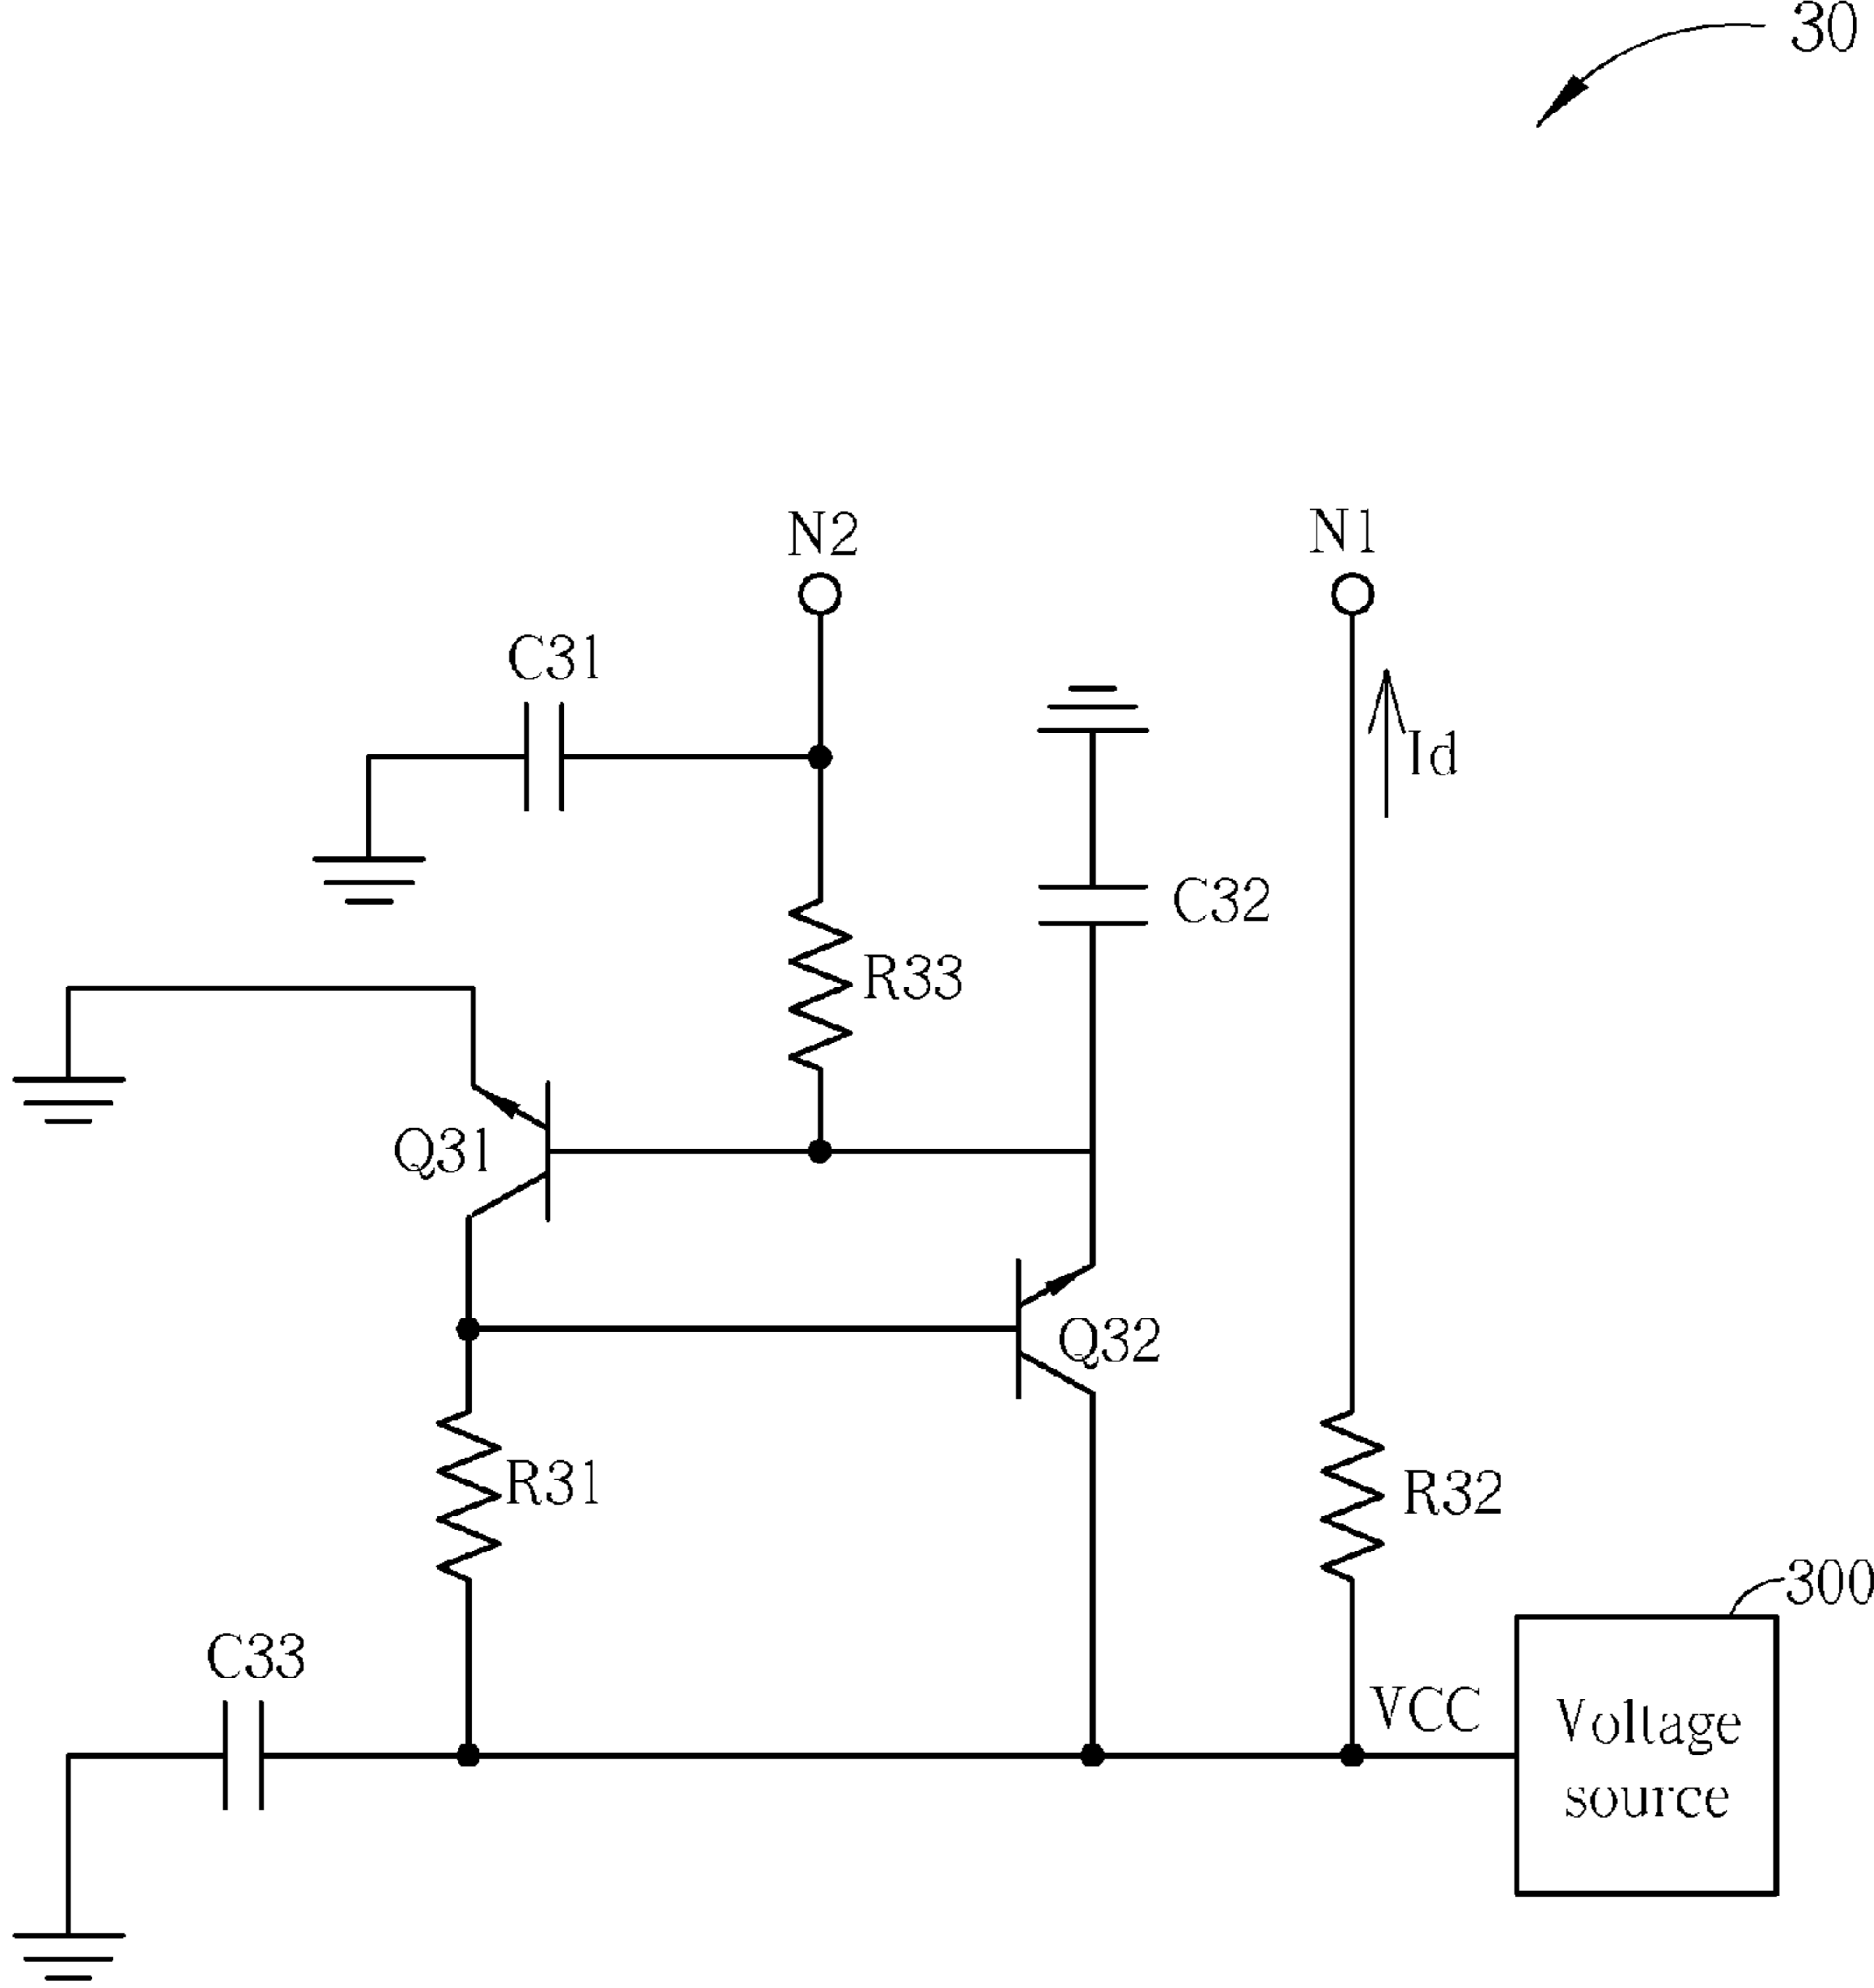 30
N2
N1
C31
Id
C32
R33
Q31
Q32
R31
R32
300
C33
VCC
Voltage
source